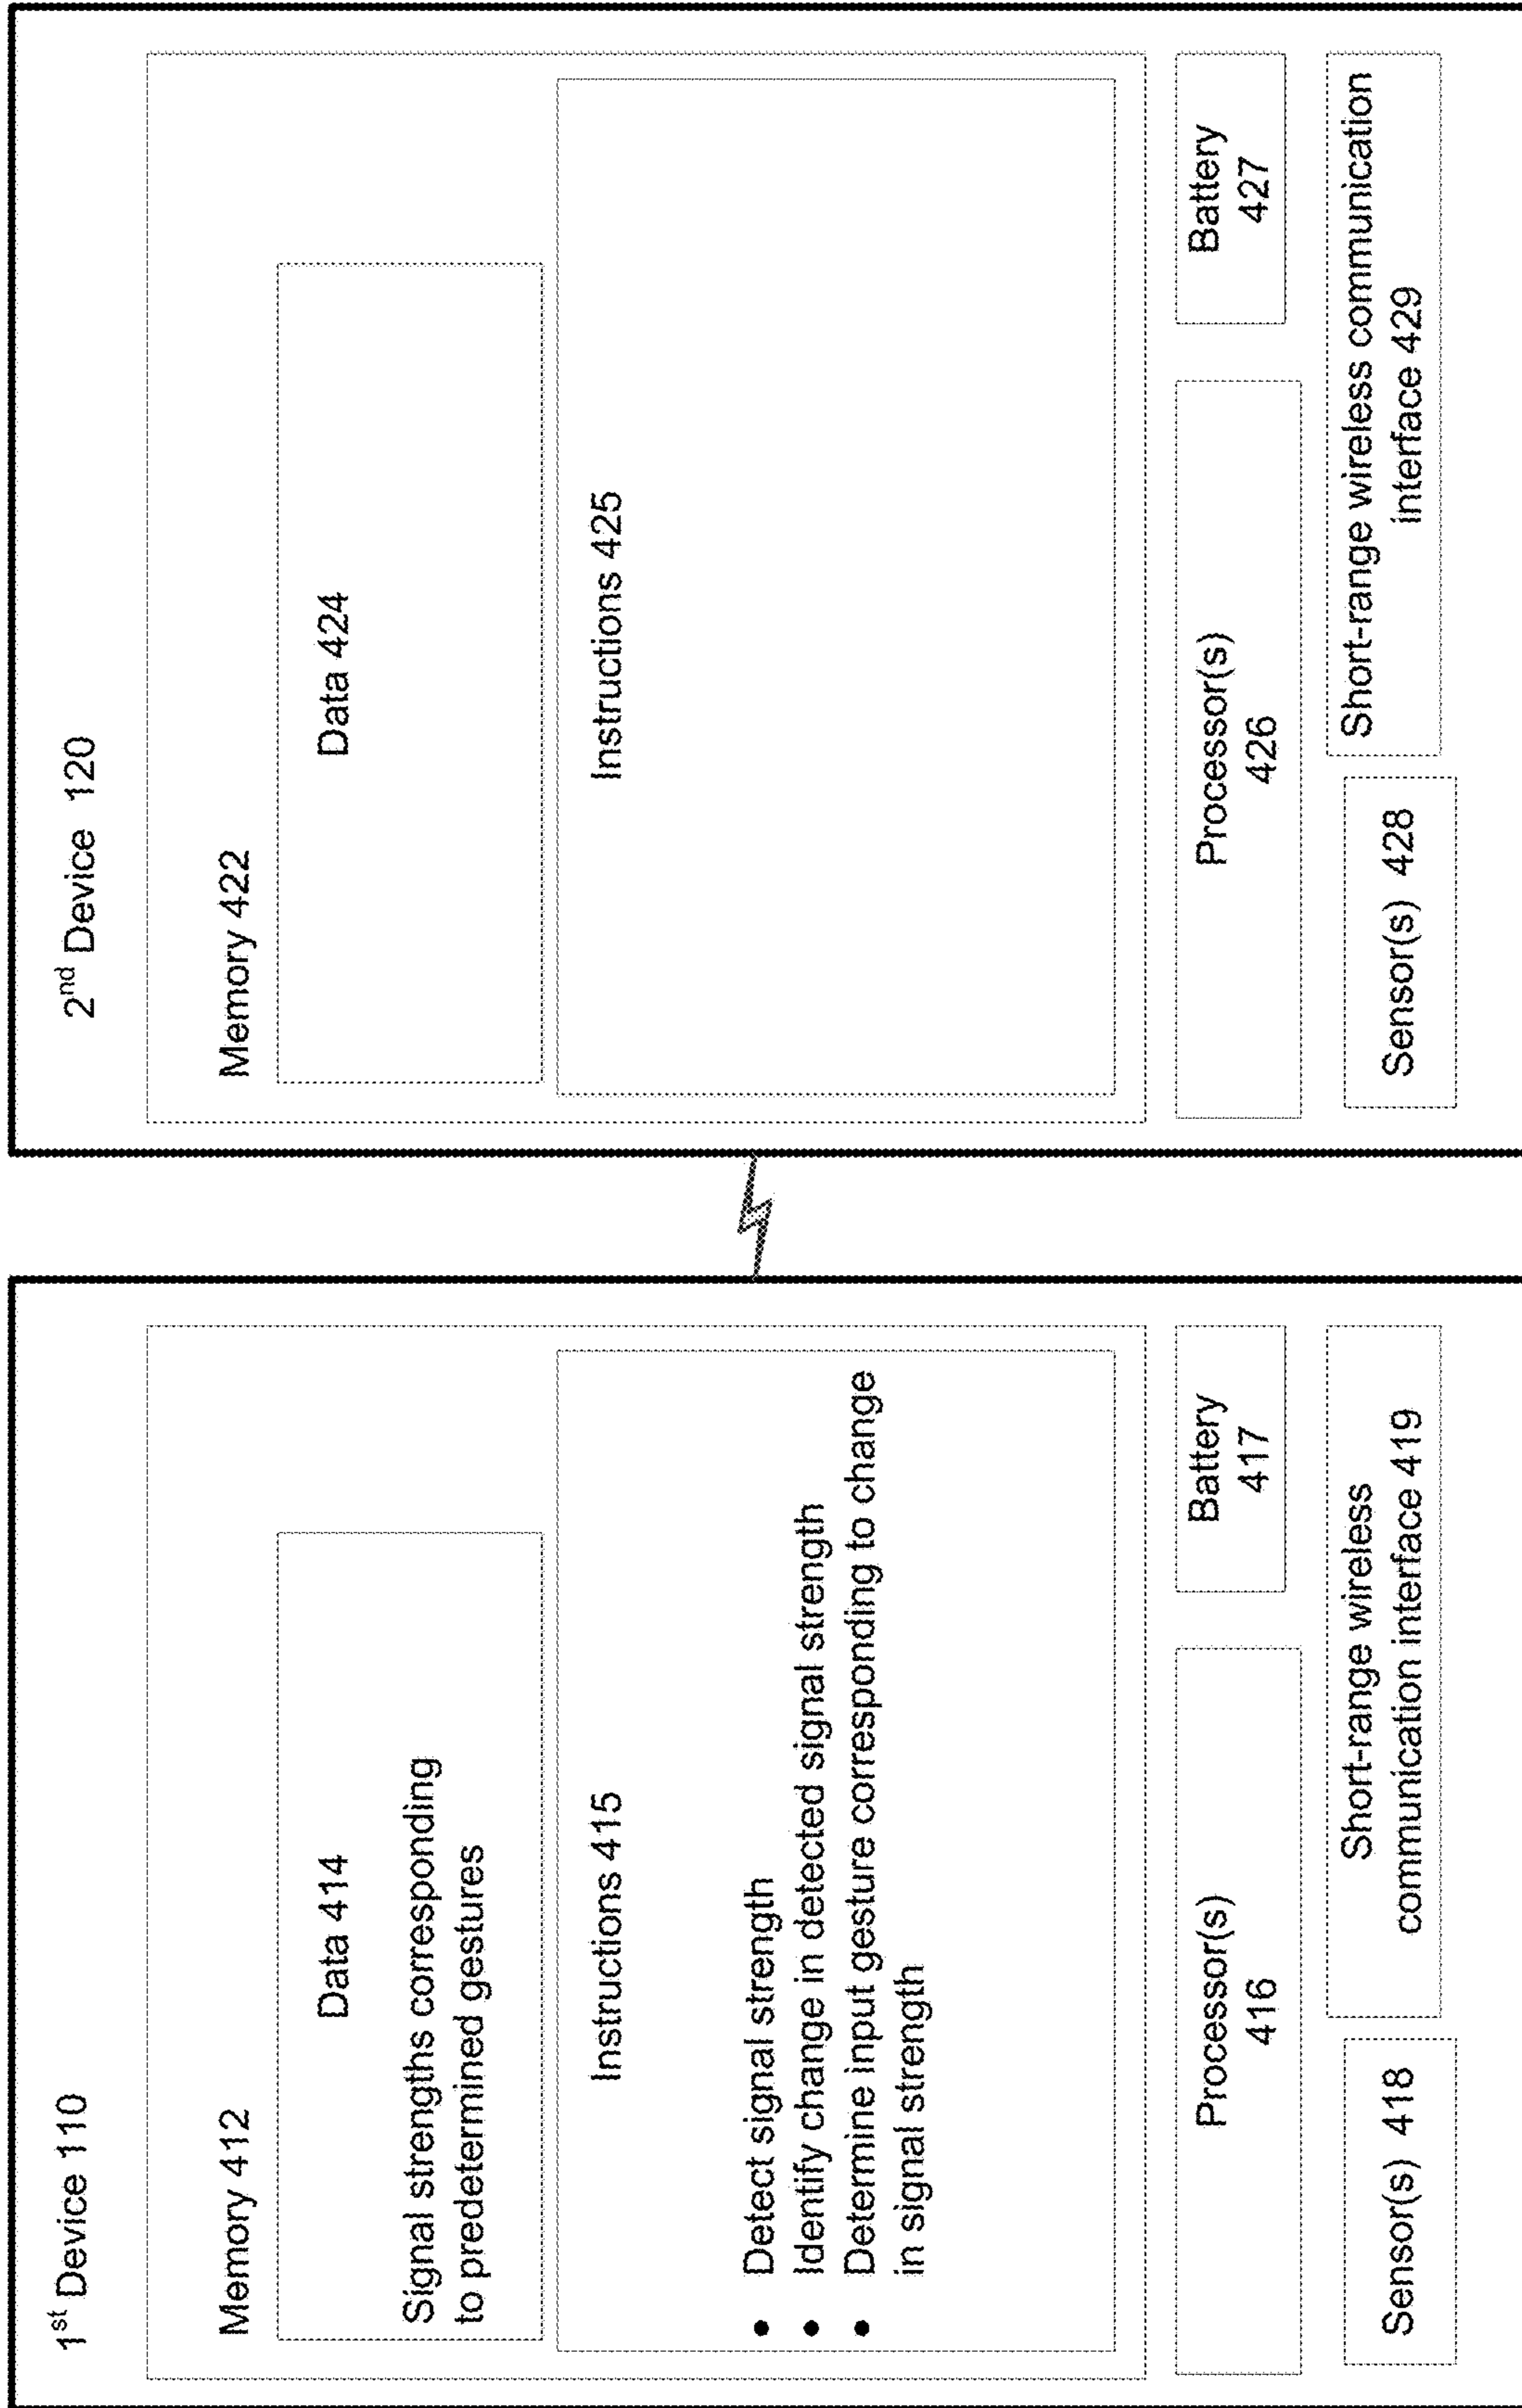 1st Device 110
Memory 412
Data 414
Signal strengths corresponding
to predetermined gestures
Instructions 415
• Detect signal strength
• Identify change in detected signal strength
• Determine input gesture corresponding to change
in signal strength
Processor(s)
416
Battery
417
Sensor(s) 418
Short-range wireless
communication interface 419
2nd Device 120
Memory 422
Data 424
Instructions 425
Processor(s)
426
Battery
427
Sensor(s) 428
Short-range wireless communication
interface 429